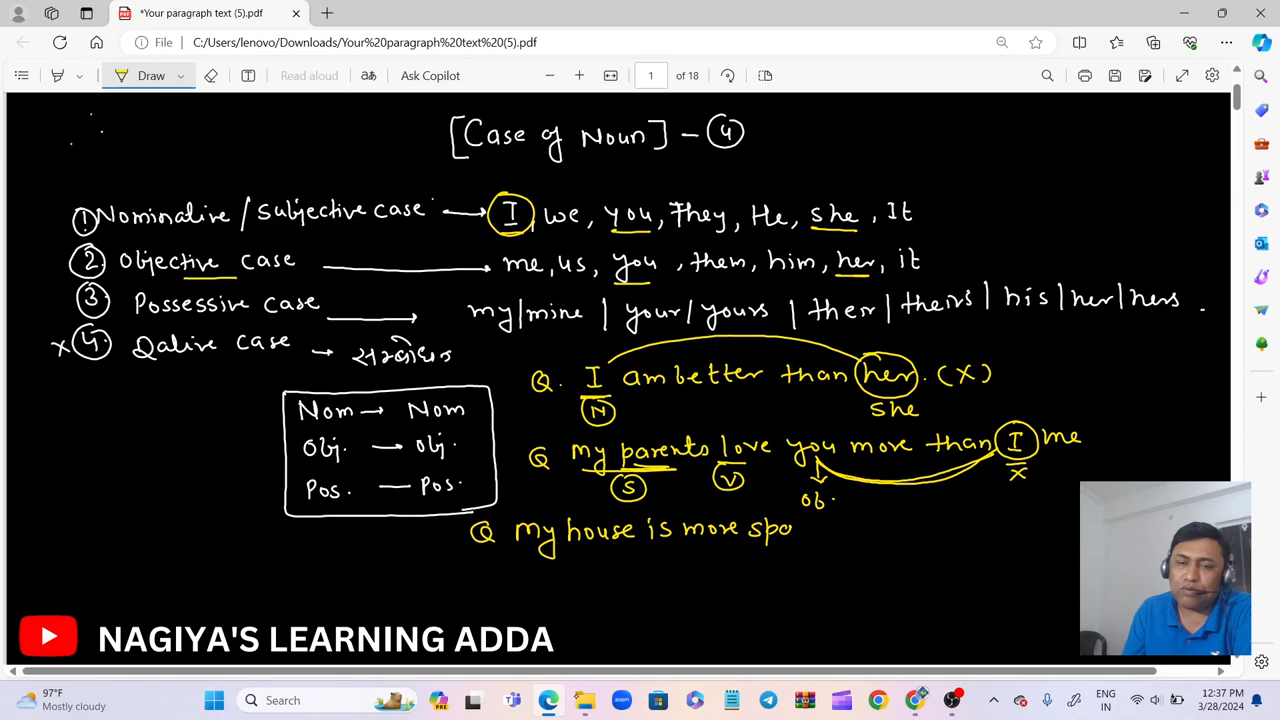 *Your paragraph text (5).pdf
File C:/Users/lenovo/Downloads/Your%20paragraph%20text%20(5).pdf
Draw Read aloud Ask Copilot 1 of 18
[Case of Noun] - 4
1 Nominative / Subjective case → I, we, you, They, He, she, It
2 Objective case → me, us, you, them, him, her, it
3. Possessive case → my/mine | your/yours | their | theirs | his | her | hers.
x 4. Dative case →
Q. I am better than her. (X)
N she
Nom → Nom
Obj. → Obj.
Pos. — Pos.
Q my parents love you more than I me
S V ob. x
Q My house is more spa
NAGIYA'S LEARNING ADDA
97°F
Mostly cloudy
Search
ENG
IN
12:37 PM
3/28/2024